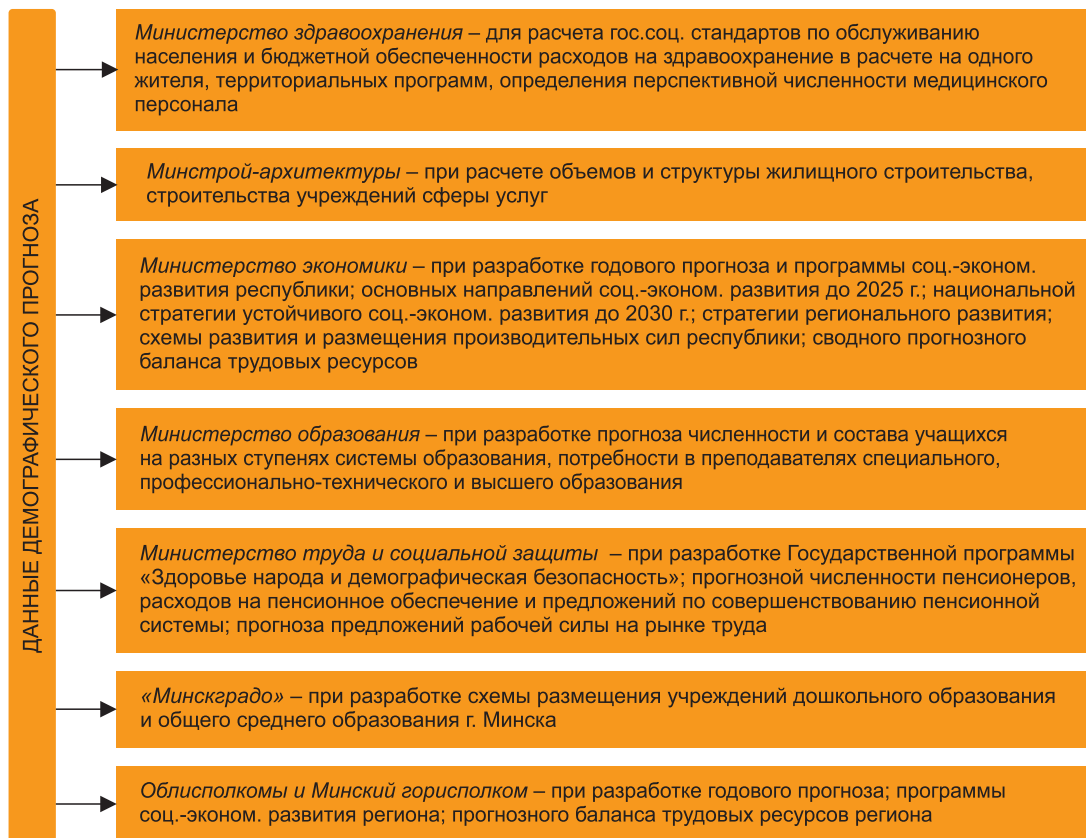 ДАННЫЕ ДЕМОГРАФИЧЕСКОГО ПРОГНОЗА
Министерство здравоохранения – для расчета гос.соц. стандартов по обслуживанию
населения и бюджетной обеспеченности расходов на здравоохранение в расчете на одного
жителя, территориальных программ, определения перспективной численности медицинского
персонала
Минстрой-архитектуры – при расчете объемов и структуры жилищного строительства,
строительства учреждений сферы услуг
Министерство экономики – при разработке годового прогноза и программы соц.-эконом.
развития республики; основных направлений соц.-эконом. развития до 2025 г.; национальной
стратегии устойчивого соц.-эконом. развития до 2030 г.; стратегии регионального развития;
схемы развития и размещения производительных сил республики; сводного прогнозного
баланса трудовых ресурсов
Министерство образования – при разработке прогноза численности и состава учащихся
на разных ступенях системы образования, потребности в преподавателях специального,
профессионально-технического и высшего образования
Министерство труда и социальной защиты – при разработке Государственной программы
«Здоровье народа и демографическая безопасность»; прогнозной численности пенсионеров,
расходов на пенсионное обеспечение и предложений по совершенствованию пенсионной
системы; прогноза предложений рабочей силы на рынке труда
«Минскградо» – при разработке схемы размещения учреждений дошкольного образования
и общего среднего образования г. Минска
Облисполкомы и Минский горисполком – при разработке годового прогноза; программы
соц.-эконом. развития региона; прогнозного баланса трудовых ресурсов региона